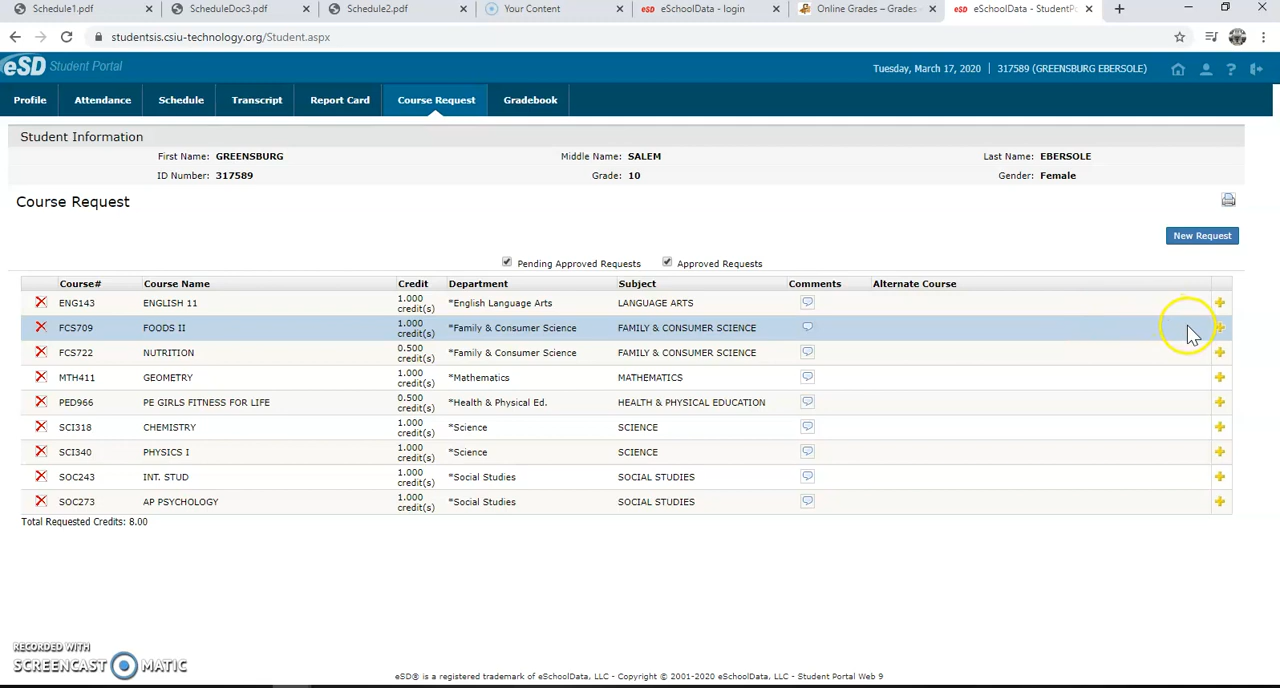 Schedule1.pdf
ScheduleDoc3.pdf
Schedule2.pdf
Your Content
eSD eSchoolData - login
Online Grades – Grades
eSD eSchoolData - StudentPo
studentsis.csiu-technology.org/Student.aspx
eSD Student Portal
Tuesday, March 17, 2020 | 317589 (GREENSBURG EBERSOLE)
Profile Attendance Schedule Transcript Report Card Course Request Gradebook
Student Information
First Name: GREENSBURG Middle Name: SALEM Last Name: EBERSOLE
ID Number: 317589 Grade: 10 Gender: Female
Course Request
New Request
Pending Approved Requests Approved Requests
Course# Course Name Credit Department Subject Comments Alternate Course
ENG143 ENGLISH 11 1.000 credit(s) *English Language Arts LANGUAGE ARTS
FCS709 FOODS II 1.000 credit(s) *Family & Consumer Science FAMILY & CONSUMER SCIENCE
FCS722 NUTRITION 0.500 credit(s) *Family & Consumer Science FAMILY & CONSUMER SCIENCE
MTH411 GEOMETRY 1.000 credit(s) *Mathematics MATHEMATICS
PED966 PE GIRLS FITNESS FOR LIFE 0.500 credit(s) *Health & Physical Ed. HEALTH & PHYSICAL EDUCATION
SCI318 CHEMISTRY 1.000 credit(s) *Science SCIENCE
SCI340 PHYSICS I 1.000 credit(s) *Science SCIENCE
SOC243 INT. STUD 1.000 credit(s) *Social Studies SOCIAL STUDIES
SOC273 AP PSYCHOLOGY 1.000 credit(s) *Social Studies SOCIAL STUDIES
Total Requested Credits: 8.00
RECORDED WITH
SCREENCAST MATIC
eSD® is a registered trademark of eSchoolData, LLC - Copyright © 2001-2020 eSchoolData, LLC - Student Portal Web 9